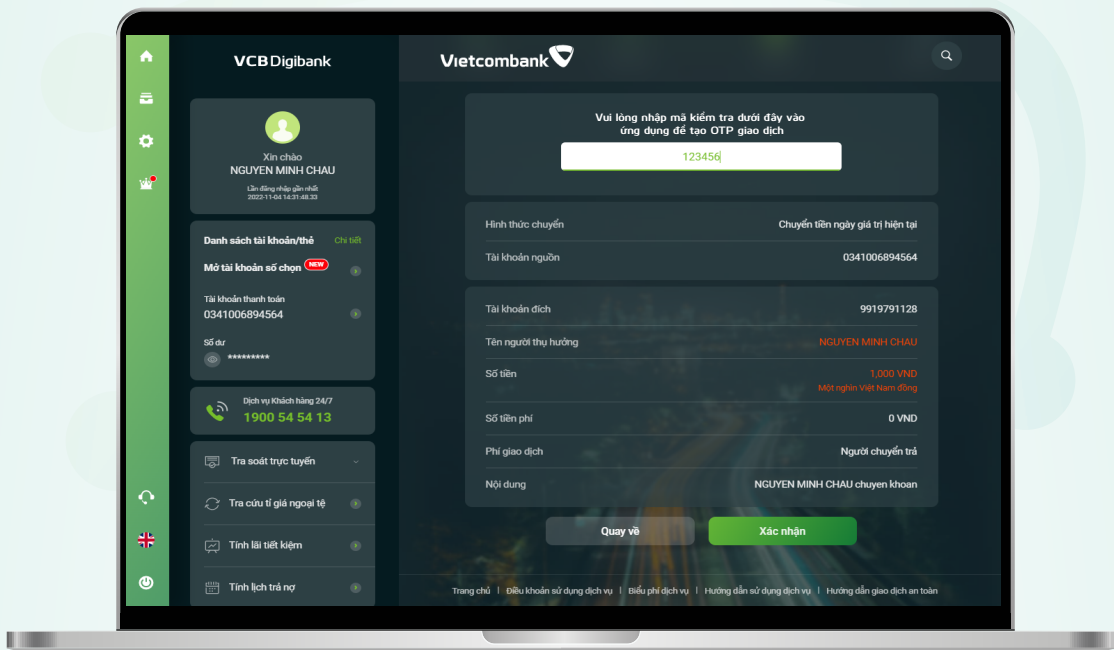 VCB Digibank
Xin chào
NGUYEN MINH CHAU
Lần đăng nhập gần nhất
2022-11-04 14:31:48.33
Danh sách tài khoản/thẻ Chi tiết
Mở tài khoản số chọn NEW
Tài khoản thanh toán
0341006894564
Số dư
*********
Dịch vụ Khách hàng 24/7
1900 54 54 13
Tra soát trực tuyến
Tra cứu tỉ giá ngoại tệ
Tính lãi tiết kiệm
Tính lịch trả nợ
Vietcombank
Vui lòng nhập mã kiểm tra dưới đây vào
ứng dụng để tạo OTP giao dịch
123456
Hình thức chuyển Chuyển tiền ngày giá trị hiện tại
Tài khoản nguồn 0341006894564
Tài khoản đích 9919791128
Tên người thụ hưởng NGUYEN MINH CHAU
Số tiền 1,000 VND
Một nghìn Việt Nam đồng
Số tiền phí 0 VND
Phí giao dịch Người chuyển trả
Nội dung NGUYEN MINH CHAU chuyen khoan
Quay về Xác nhận
Trang chủ | Điều khoản sử dụng dịch vụ | Biểu phí dịch vụ | Hướng dẫn sử dụng dịch vụ | Hướng dẫn giao dịch an toàn